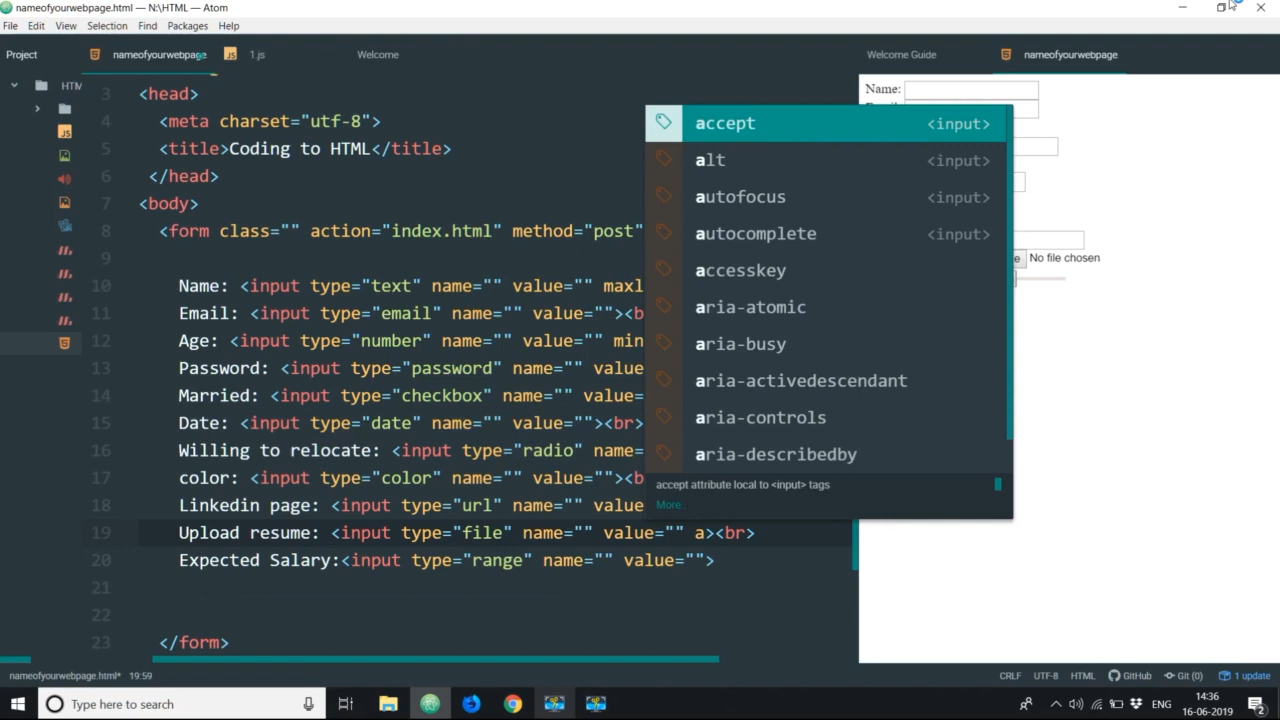 nameofyourwebpage.html — N:\HTML — Atom
File Edit View Selection Find Packages Help
Project nameofyourwebpage 1.js Welcome Welcome Guide nameofyourwebpage
HTM
3 <head>
4 <meta charset="utf-8">
5 <title>Coding to HTML</title>
6 </head>
7 <body>
8 <form class="" action="index.html" method="post"
9
10 Name: <input type="text" name="" value="" maxl
11 Email: <input type="email" name="" value=""><b
12 Age: <input type="number" name="" value="" min
13 Password: <input type="password" name="" value
14 Married: <input type="checkbox" name="" value=
15 Date: <input type="date" name="" value=""><br>
16 Willing to relocate: <input type="radio" name=
17 color: <input type="color" name="" value=""><b
18 Linkedin page: <input type="url" name="" value
19 Upload resume: <input type="file" name="" value="" a><br>
20 Expected Salary:<input type="range" name="" value="">
21
22
23 </form>
accept <input>
alt <input>
autofocus <input>
autocomplete <input>
accesskey
aria-atomic
aria-busy
aria-activedescendant
aria-controls
aria-describedby
accept attribute local to <input> tags
More..
Name:
e No file chosen
nameofyourwebpage.html* 19:59 CRLF UTF-8 HTML GitHub Git (0) 1 update
Type here to search ENG 14:36
16-06-2019 2